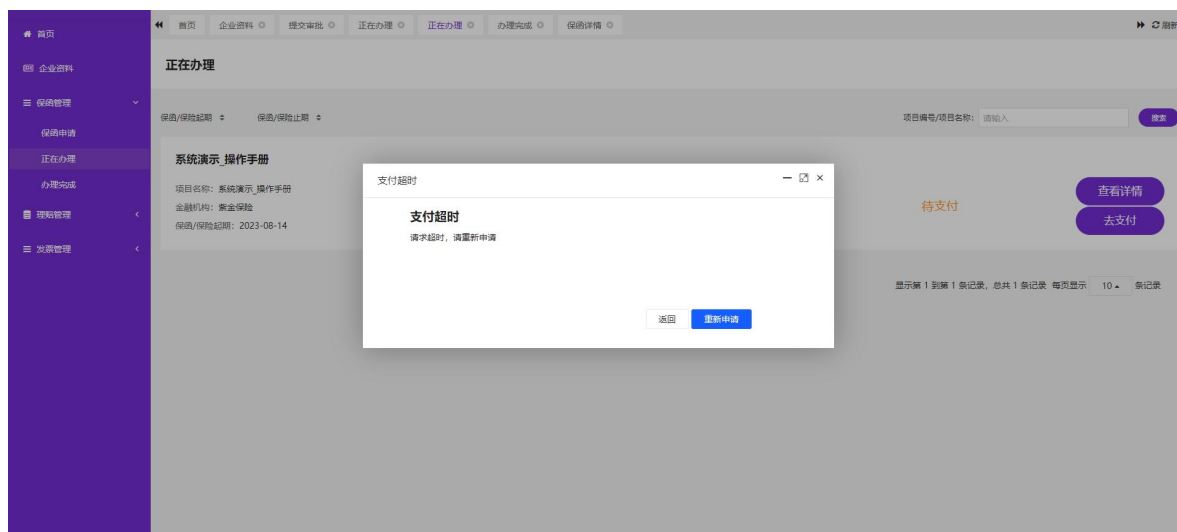 首页
企业资料
保函管理
保函申请
正在办理
办理完成
理赔管理
发票管理
首页 企业资料 提交审批 正在办理 正在办理 办理完成 保函详情 刷新
正在办理
保函/保险起期 保函/保险止期 项目编号/项目名称: 请输入 搜索
系统演示_操作手册
项目名称: 系统演示_操作手册
金融机构: 紫金保险
保函/保险起期: 2023-08-14
待支付
查看详情
去支付
支付超时
支付超时
请求超时, 请重新申请
返回 重新申请
显示第 1 到第 1 条记录, 总共 1 条记录 每页显示 10 条记录